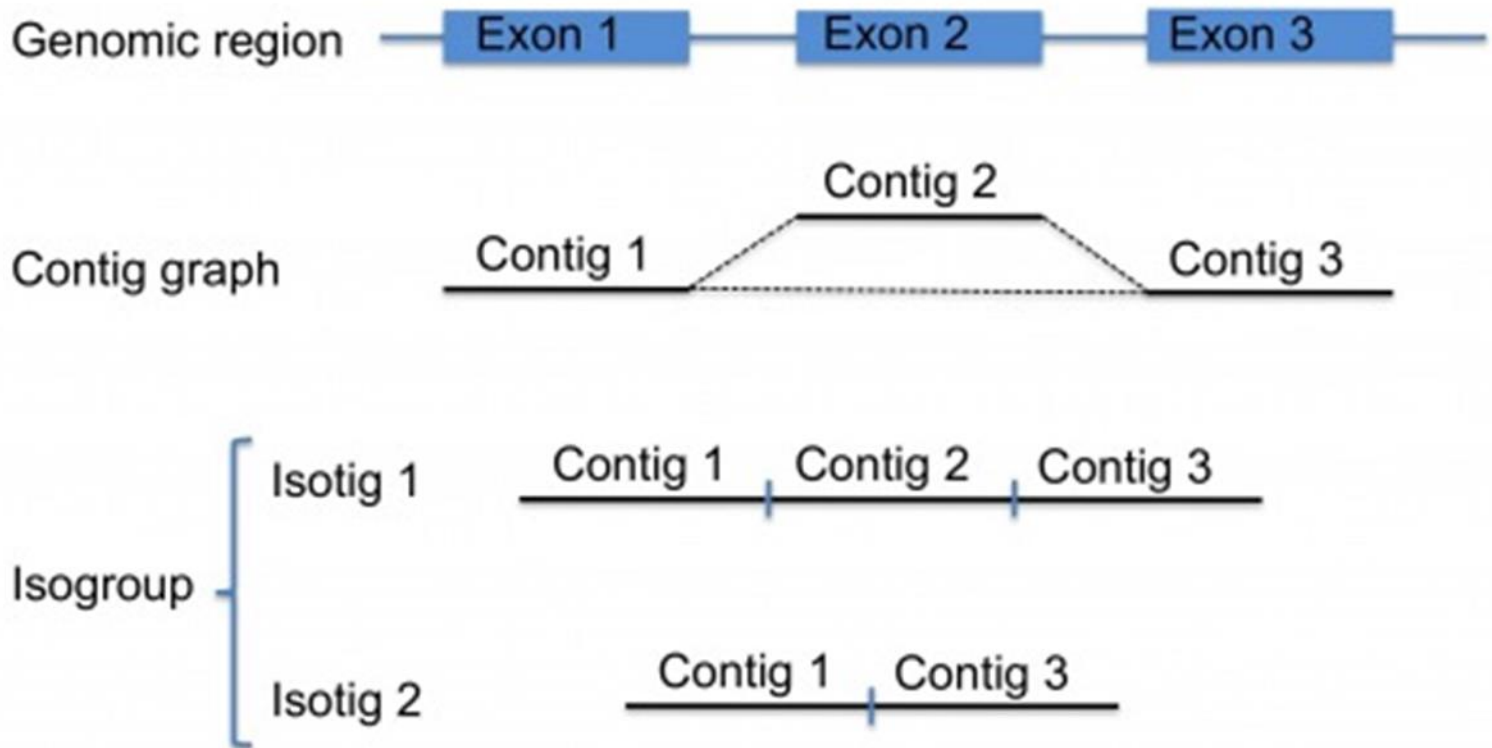 Genomic region Exon 1 Exon 2 Exon 3
Contig 2
Contig graph Contig 1 Contig 3
Isotig 1 Contig 1 Contig 2 Contig 3
Isogroup
Isotig 2 Contig 1 Contig 3